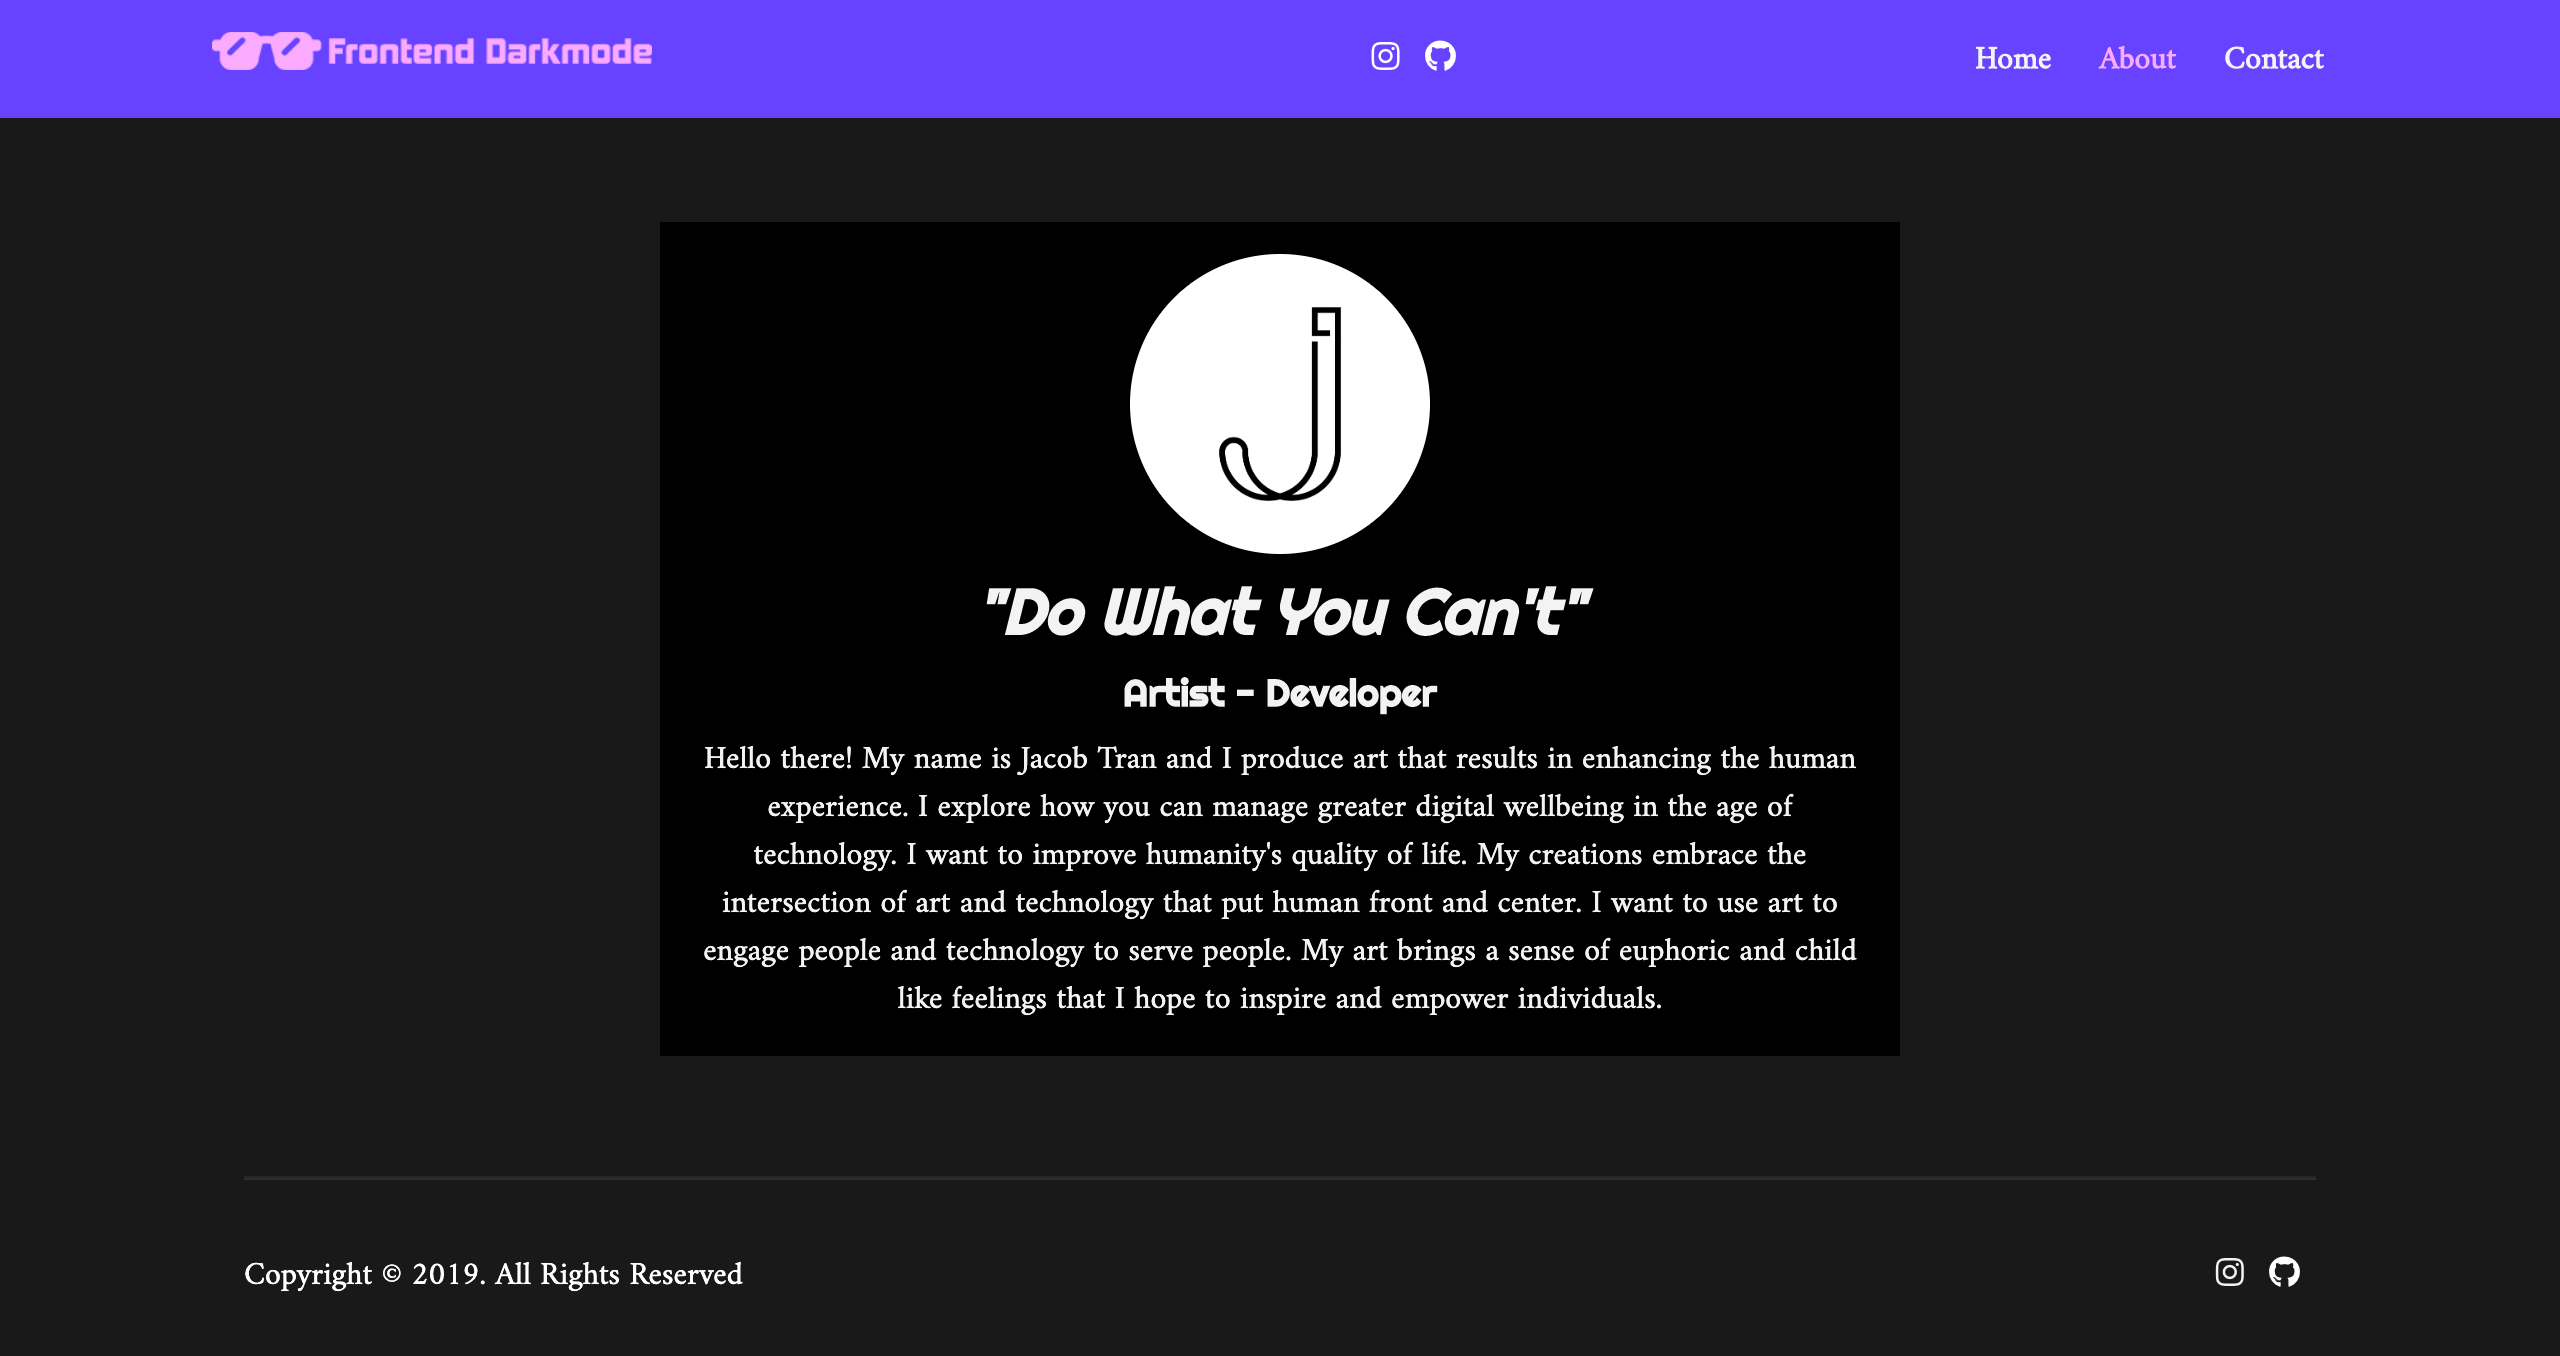 Frontend Darkmode
Home About Contact
J
"Do What You Can't"
Artist - Developer
Hello there! My name is Jacob Tran and I produce art that results in enhancing the human
experience. I explore how you can manage greater digital wellbeing in the age of
technology. I want to improve humanity's quality of life. My creations embrace the
intersection of art and technology that put human front and center. I want to use art to
engage people and technology to serve people. My art brings a sense of euphoric and child
like feelings that I hope to inspire and empower individuals.
Copyright © 2019. All Rights Reserved